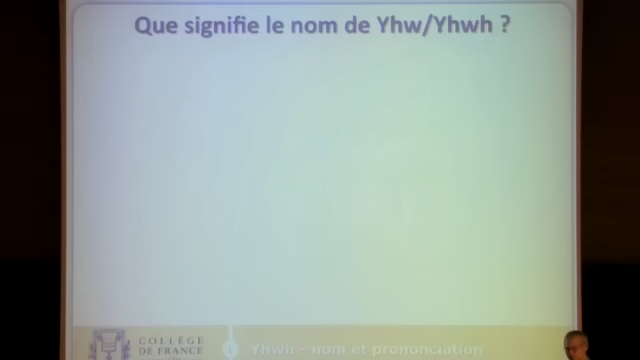 Que signifie le nom de Yhw/Yhwh ?
COLLÈGE
DE FRANCE
Yhwh - nom et prononciation